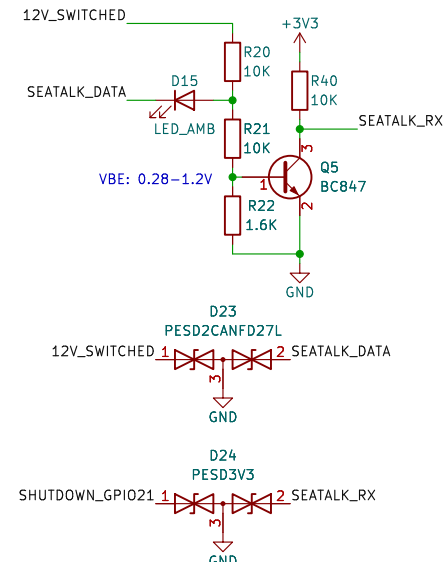 12V_SWITCHED
+3V3
R20
10K
D15
R40
10K
SEATALK_DATA
LED_AMB
R21
10K
SEATALK_RX
3
Q5
BC847
VBE: 0.28-1.2V
1
R22
1.6K
2
GND
D23
PESD2CANFD27L
12V_SWITCHED 1 2 SEATALK_DATA
3
GND
D24
PESD3V3
SHUTDOWN_GPIO21 1 2 SEATALK_RX
3
GND